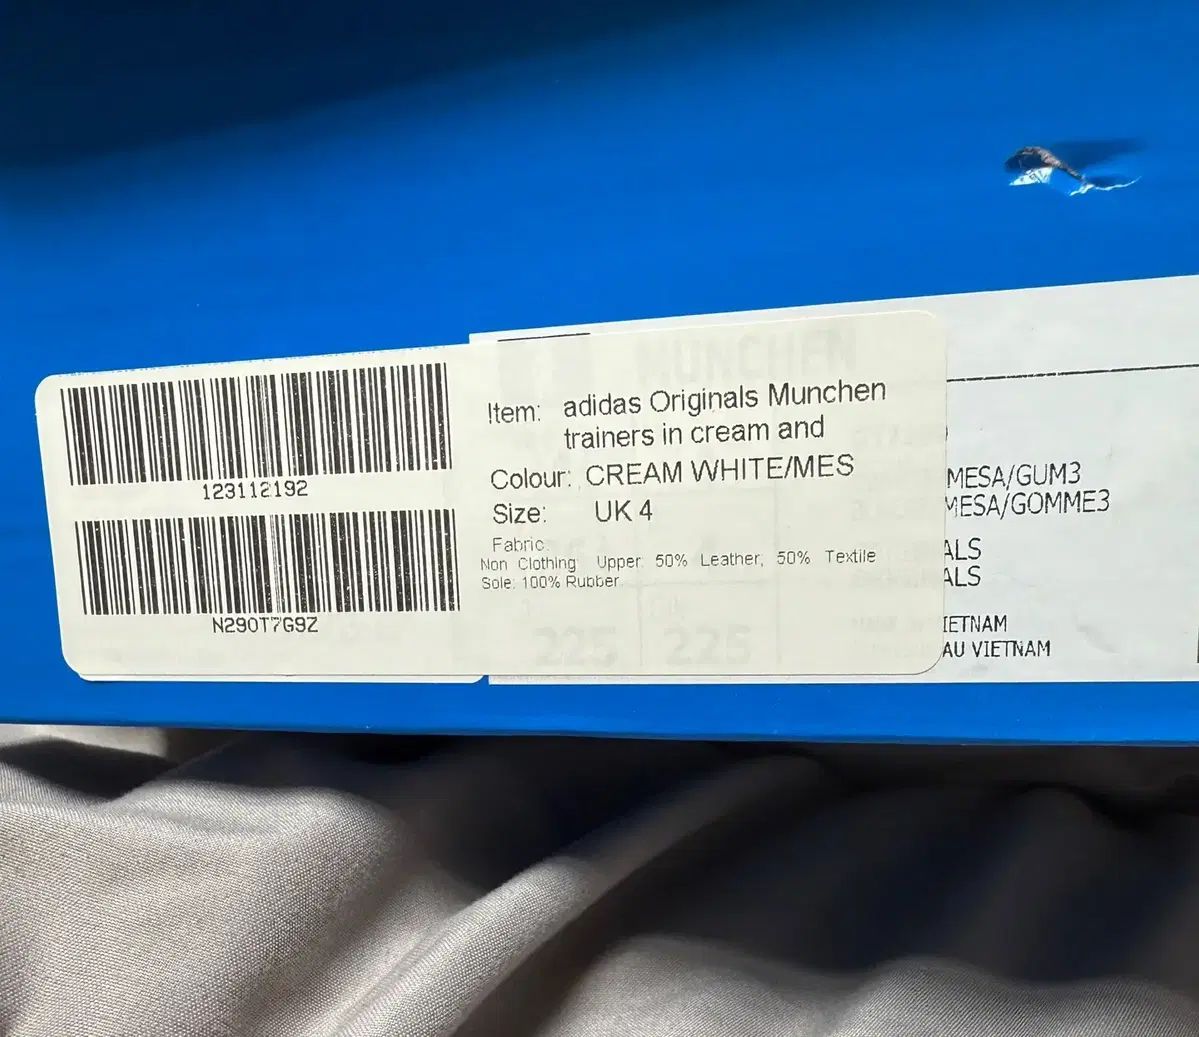 123112192
N290T7G9Z
Item: adidas Originals Munchen
trainers in cream and
Colour: CREAM WHITE/MES
Size: UK 4
Fabric:
Non Clothing Upper: 50% Leather, 50% Textile
Sole: 100% Rubber
MUNCHEN
MESA/GUM3
MESA/GOMME3
ALS
ALS
IETNAM
AU VIETNAM
225 225